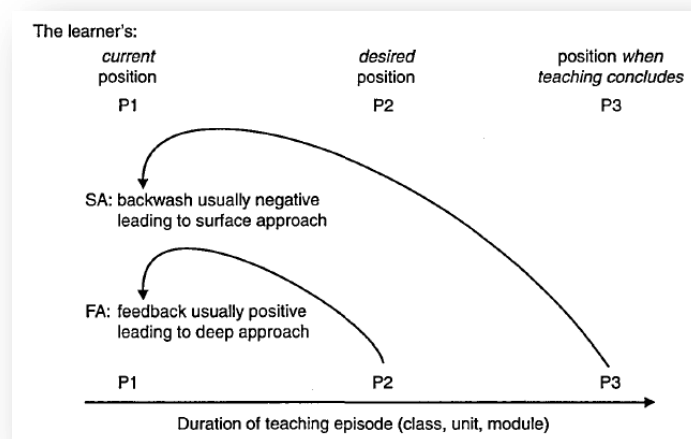 The learner's:
current desired position when
position position teaching concludes
P1 P2 P3
SA: backwash usually negative
leading to surface approach
FA: feedback usually positive
leading to deep approach
P1 P2 P3
Duration of teaching episode (class, unit, module)